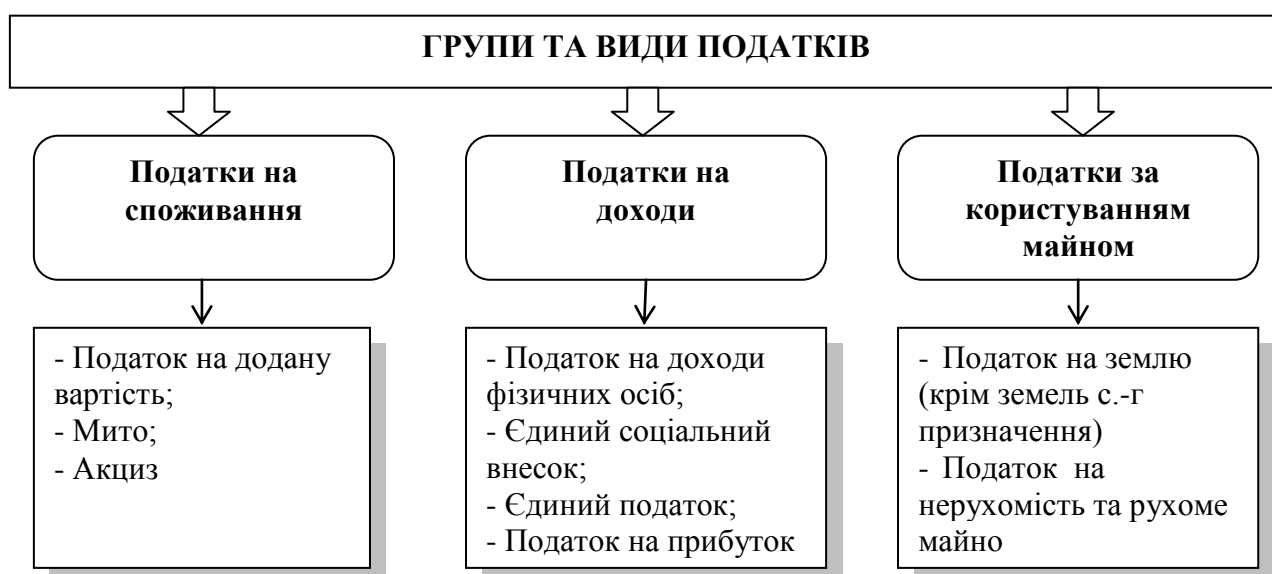 ГРУПИ ТА ВИДИ ПОДАТКІВ
Податки на
споживання
Податки на
доходи
Податки за
користуванням
майном
- Податок на додану
вартість;
- Мито;
- Акциз
- Податок на доходи
фізичних осіб;
- Єдиний соціальний
внесок;
- Єдиний податок;
- Податок на прибуток
- Податок на землю
(крім земель с.-г
призначення)
- Податок на
нерухомість та рухоме
майно